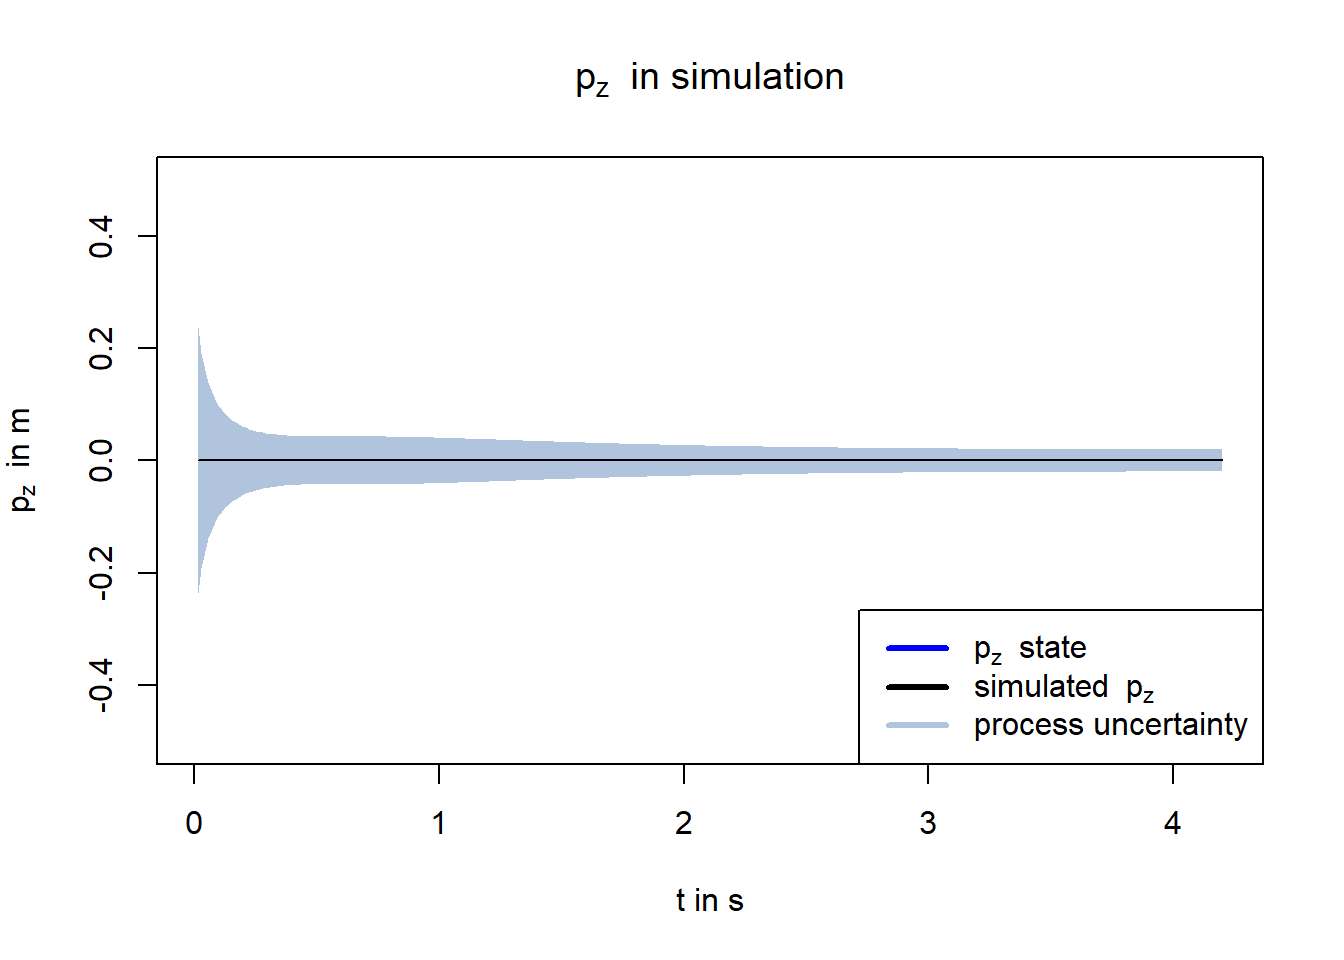 p_z in simulation
p_z in m
0.4
0.2
0.0
-0.2
-0.4
p_z state
simulated p_z
process uncertainty
0 1 2 3 4
t in s